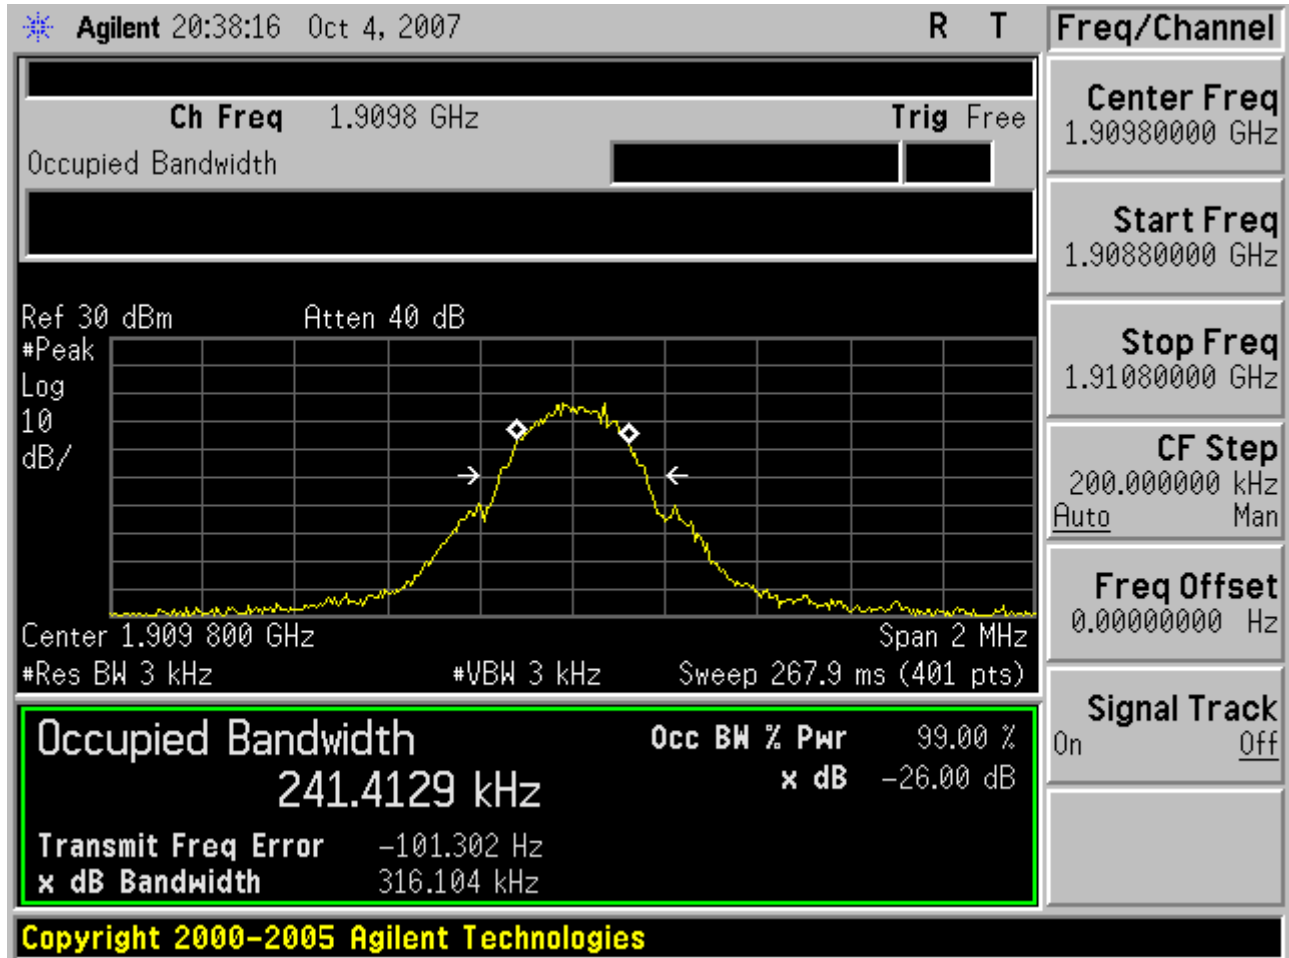 Agilent 20:38:16 Oct 4, 2007 R T
Freq/Channel
Ch Freq 1.9098 GHz Trig Free
Occupied Bandwidth
Center Freq
1.90980000 GHz
Start Freq
1.90880000 GHz
Stop Freq
1.91080000 GHz
CF Step
200.000000 kHz
Auto Man
Freq Offset
0.00000000 Hz
Signal Track
On Off
Ref 30 dBm Atten 40 dB
#Peak
Log
10
dB/
Center 1.909 800 GHz Span 2 MHz
#Res BW 3 kHz #VBW 3 kHz Sweep 267.9 ms (401 pts)
Occupied Bandwidth Occ BW % Pwr 99.00 %
241.4129 kHz x dB -26.00 dB
Transmit Freq Error -101.302 Hz
x dB Bandwidth 316.104 kHz
Copyright 2000-2005 Agilent Technologies